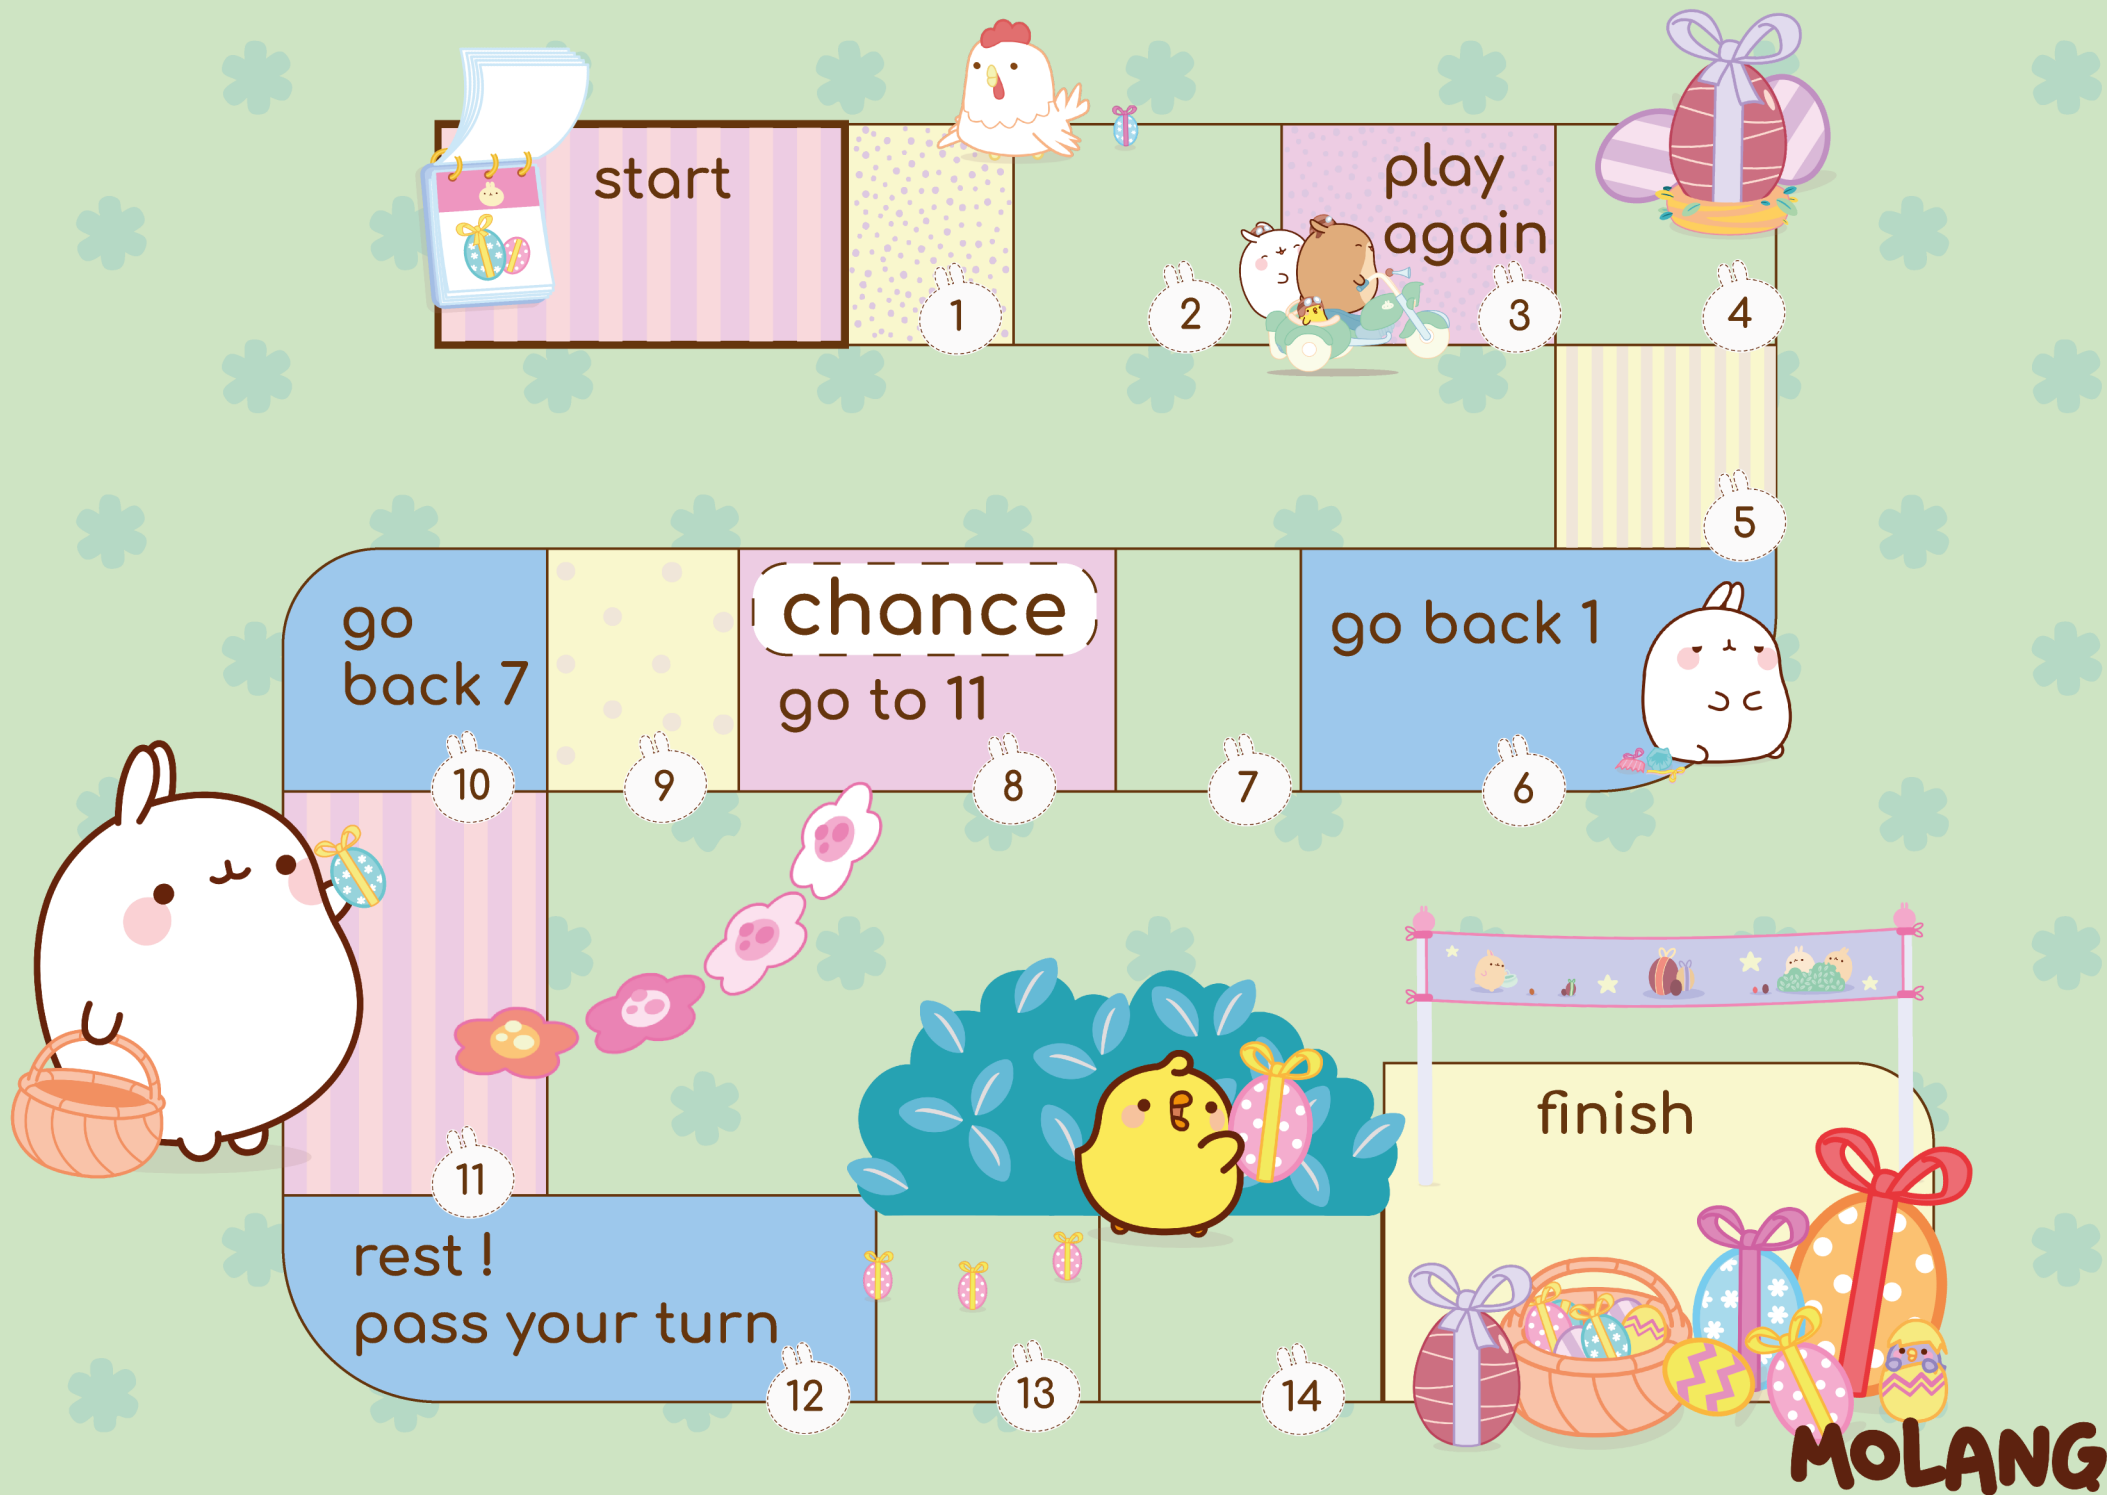 start
play
again
1
2
3
4
5
go
back 7
chance
go to 11
go back 1
10
9
8
7
6
11
finish
rest !
pass your turn
12
13
14
MOLANG